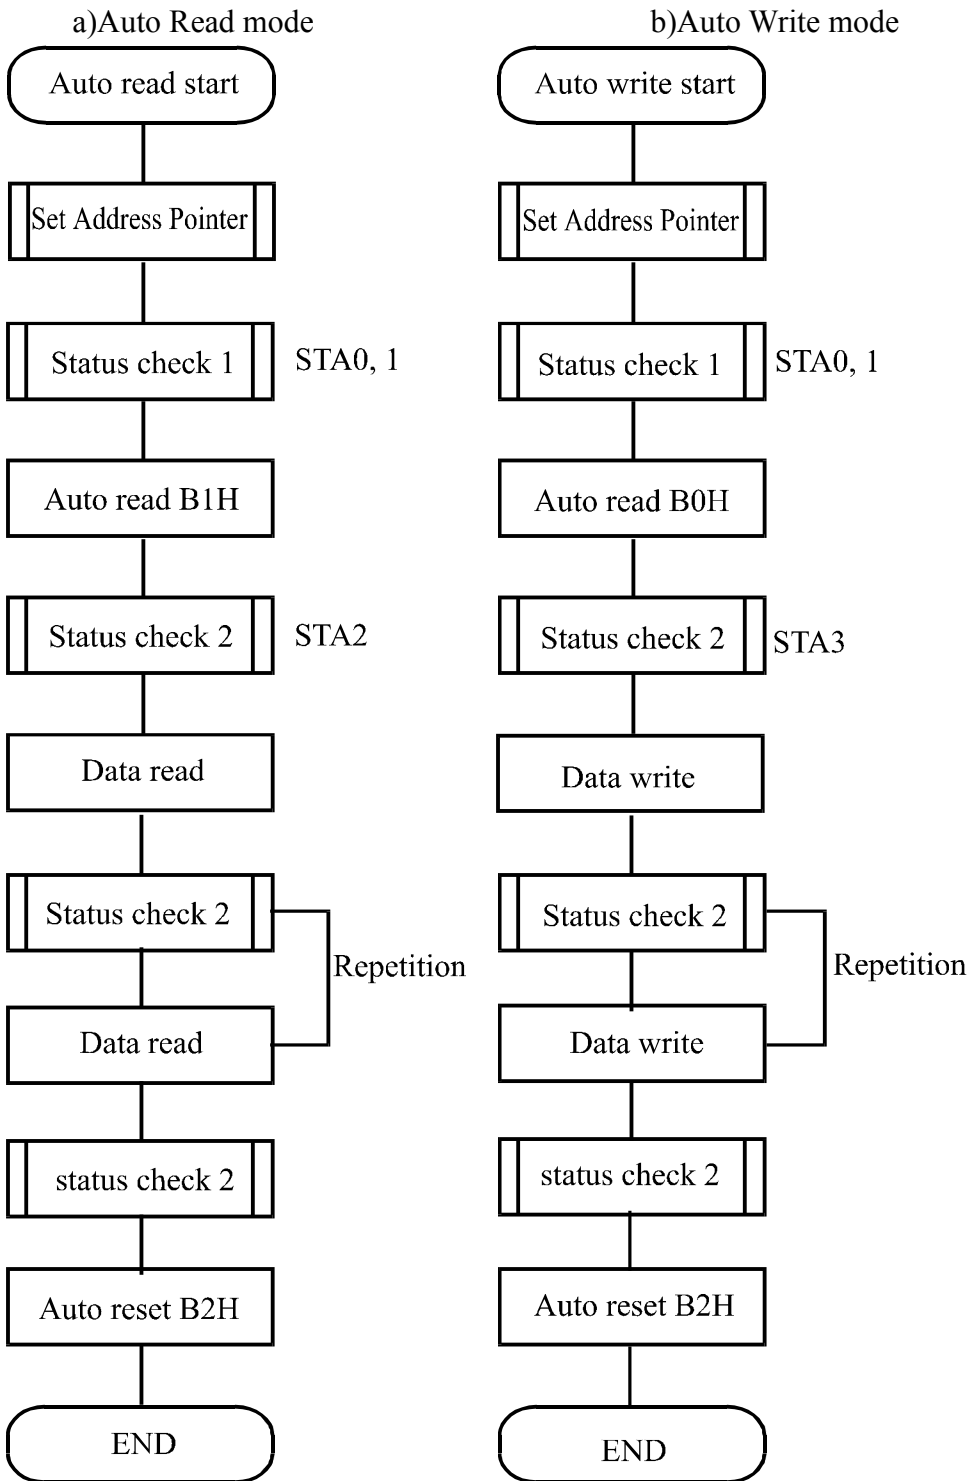 a)Auto Read mode
Auto read start
Set Address Pointer
Status check 1
STA0, 1
Auto read B1H
Status check 2
STA2
Data read
Status check 2
Repetition
Data read
status check 2
Auto reset B2H
END
b)Auto Write mode
Auto write start
Set Address Pointer
Status check 1
STA0, 1
Auto read B0H
Status check 2
STA3
Data write
Status check 2
Repetition
Data write
status check 2
Auto reset B2H
END